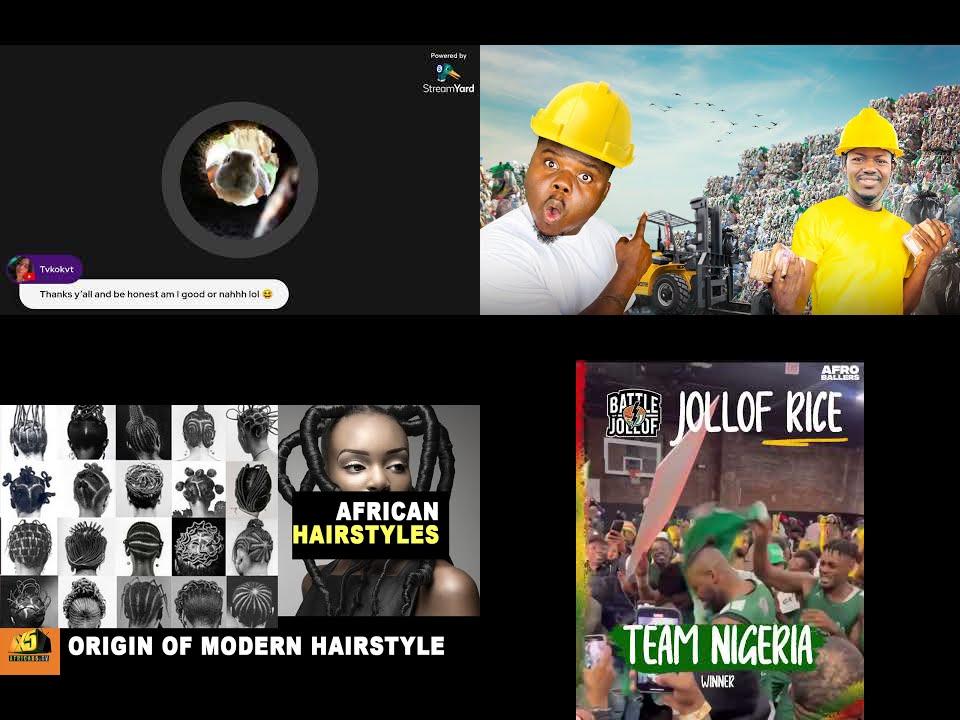 Powered by
StreamYard
Tvkokvt
Thanks y'all and be honest am I good or nahhh lol 😆
AFRICAN
HAIRSTYLES
ORIGIN OF MODERN HAIRSTYLE
AFRO
BALLERS
BATTLE
JOLLOF
JOLLOF RICE
TEAM NIGERIA
WINNER